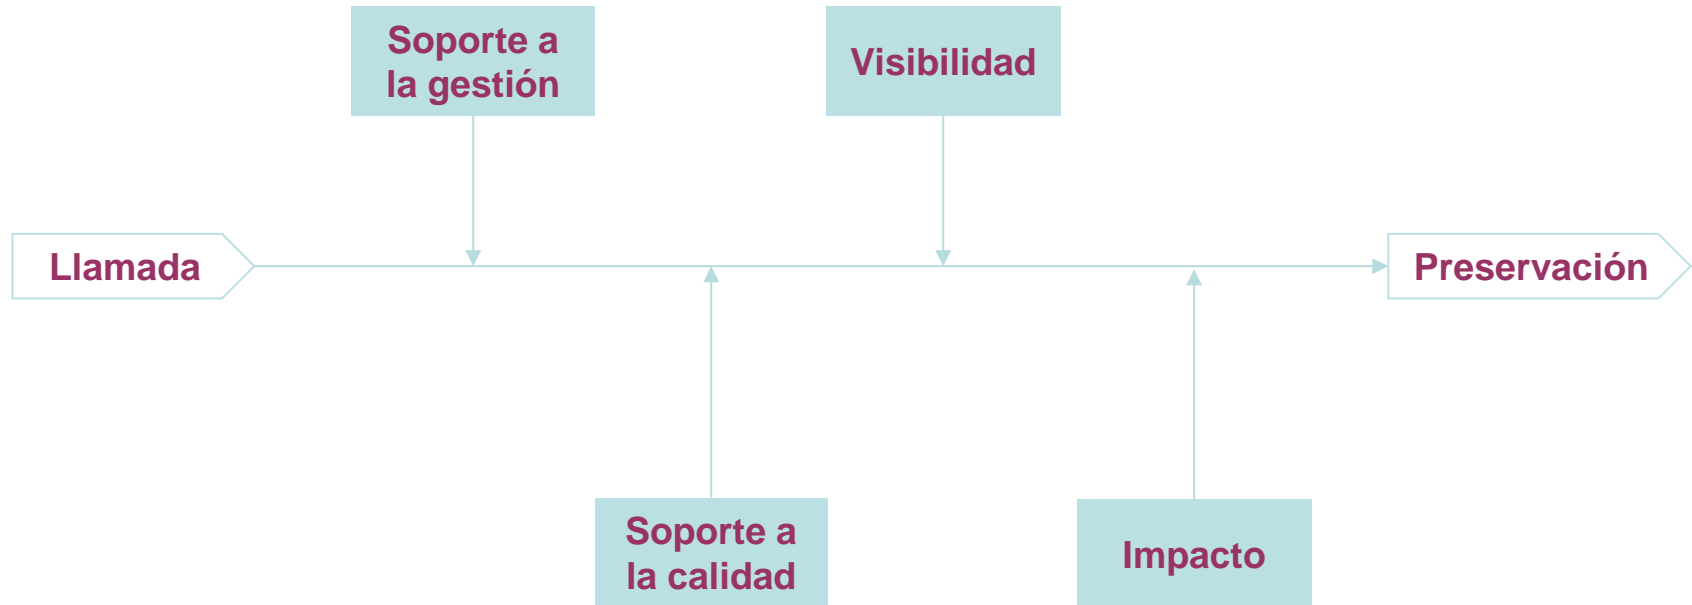 Soporte a
la gestión
Visibilidad
Llamada
Preservación
Soporte a
la calidad
Impacto